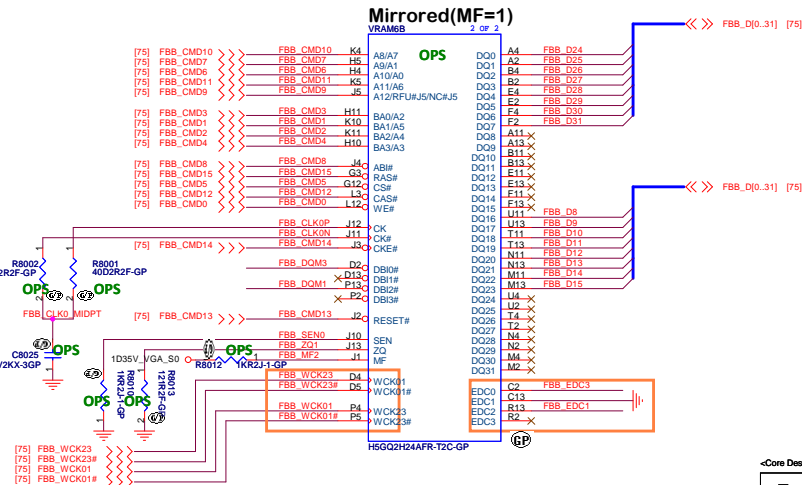 Mirrored(MF=1)
VRAM6B
2 OF 2
OPS
[75] FBB_CMD10 FBB_CMD10 K4 A8/A7 DQ0 A4 FBB_D24
[75] FBB_CMD7 FBB_CMD7 H5 A9/A1 DQ1 A2 FBB_D25
[75] FBB_CMD6 FBB_CMD6 H4 A10/A0 DQ2 B4 FBB_D26
[75] FBB_CMD11 FBB_CMD11 K5 A11/A6 DQ3 B2 FBB_D27
[75] FBB_CMD9 FBB_CMD9 J5 A12/RFU#J5/NC#J5 DQ4 E4 FBB_D28
DQ5 E2 FBB_D29
DQ6 F4 FBB_D30
DQ7 F2 FBB_D31
FBB_D[0..31] [75]
[75] FBB_CMD3 FBB_CMD3 H11 BA0/A2 DQ8 A11
[75] FBB_CMD1 FBB_CMD1 K10 BA1/A5 DQ9 A13
[75] FBB_CMD2 FBB_CMD2 K11 BA2/A4 DQ10 B11
[75] FBB_CMD4 FBB_CMD4 H10 BA3/A3 DQ11 B13
[75] FBB_CMD8 FBB_CMD8 J4 ABI# DQ12 E11
[75] FBB_CMD15 FBB_CMD15 G3 RAS# DQ13 E13
[75] FBB_CMD5 FBB_CMD5 G12 CS# DQ14 F11
[75] FBB_CMD12 FBB_CMD12 L3 CAS# DQ15 F13
[75] FBB_CMD0 FBB_CMD0 L12 WE# DQ16 U11 FBB_D8
DQ17 U13 FBB_D9
FBB_D[0..31] [75]
FBB_CLK0P J12 CK DQ18 T11 FBB_D10
FBB_CLK0N J11 CK# DQ19 T13 FBB_D11
[75] FBB_CMD14 FBB_CMD14 J3 CKE# DQ20 N11 FBB_D12
FBB_DQM3 D2 DBI0# DQ21 N13 FBB_D13
D13 DBI1# DQ22 M11 FBB_D14
FBB_DQM1 P13 DBI2# DQ23 M13 FBB_D15
P2 DBI3# DQ24 U4
DQ25 U2
[75] FBB_CMD13 FBB_CMD13 J2 RESET# DQ26 T4
DQ27 T2
FBB_SEN0 J10 SEN DQ28 N4
FBB_ZQ1 J13 ZQ DQ29 N2
FBB_MF2 J1 MF DQ30 M4
DQ31 M2
R8002
2R2F-GP
R8001
40D2R2F-GP
OPS
OPS
FBB_CLK0_MIDPT
C8025
V2KX-3GP
OPS
1D35V_VGA_S0
R8012
1KR2J-1-GP
OPS
R8010
1KR2J-1-GP
OPS
R8013
121R2F-GP
OPS
FBB_WCK23 D4 WCK01 EDC0 C2 FBB_EDC3
FBB_WCK23# D5 WCK01# EDC1 C13
FBB_WCK01 P4 WCK23 EDC2 R13 FBB_EDC1
FBB_WCK01# P5 WCK23# EDC3 R2
GP
H5GQ2H24AFR-T2C-GP
[75] FBB_WCK23
[75] FBB_WCK23#
[75] FBB_WCK01
[75] FBB_WCK01#
<Core Des